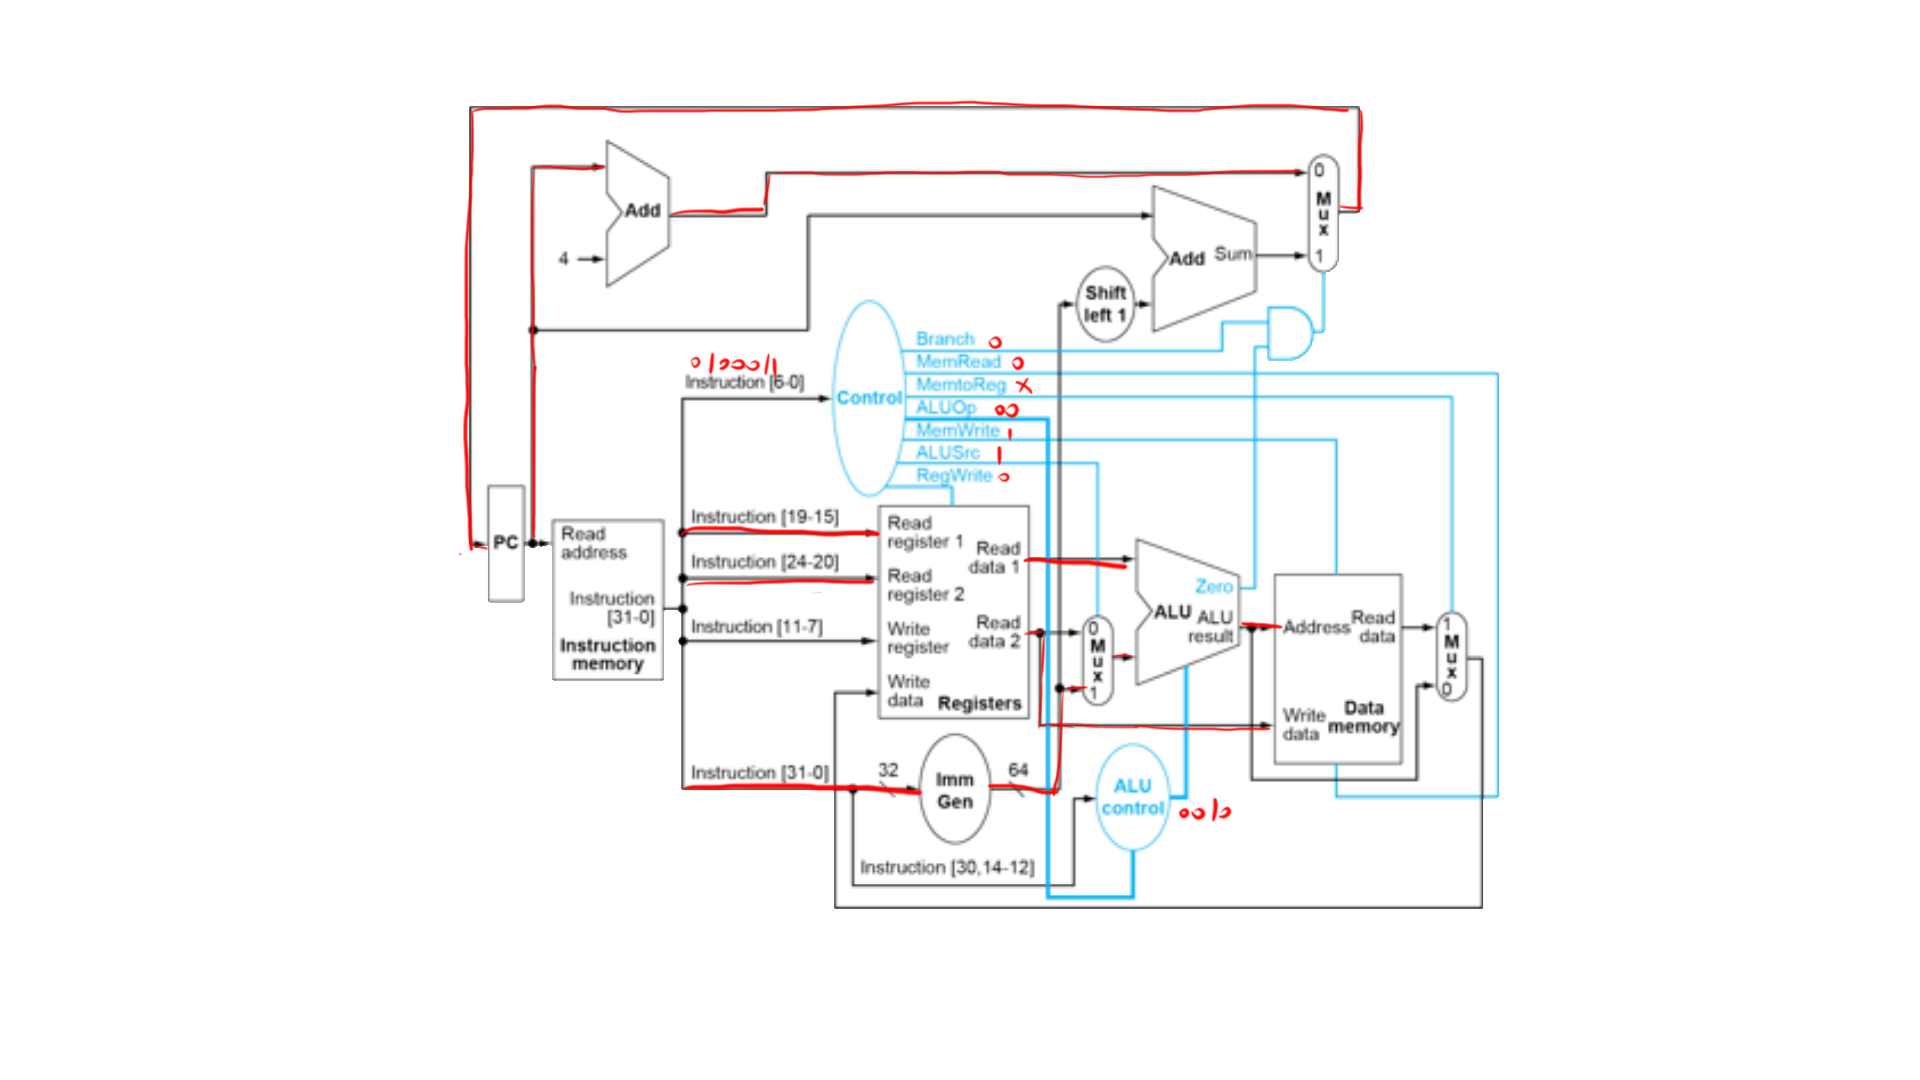 0
Add
M
u
x
4
Add Sum
1
Shift
left 1
Branch 0
0100011
MemRead 0
Instruction [6-0]
MemtoReg X
Control
ALUOp 00
MemWrite 1
ALUSrc 1
RegWrite 0
Instruction [19-15]
Read
register 1
PC
Read
address
Read
data 1
Instruction [24-20]
Read
register 2
Zero
Instruction
[31-0]
Instruction
memory
Instruction [11-7]
Write
register
Read
data 2
0
M
u
x
1
ALU
ALU
result
Address
Read
data
1
M
u
x
0
Write
data
Registers
Write
data
Data
memory
Instruction [31-0]
32
Imm
Gen
64
ALU
control
0010
Instruction [30,14-12]